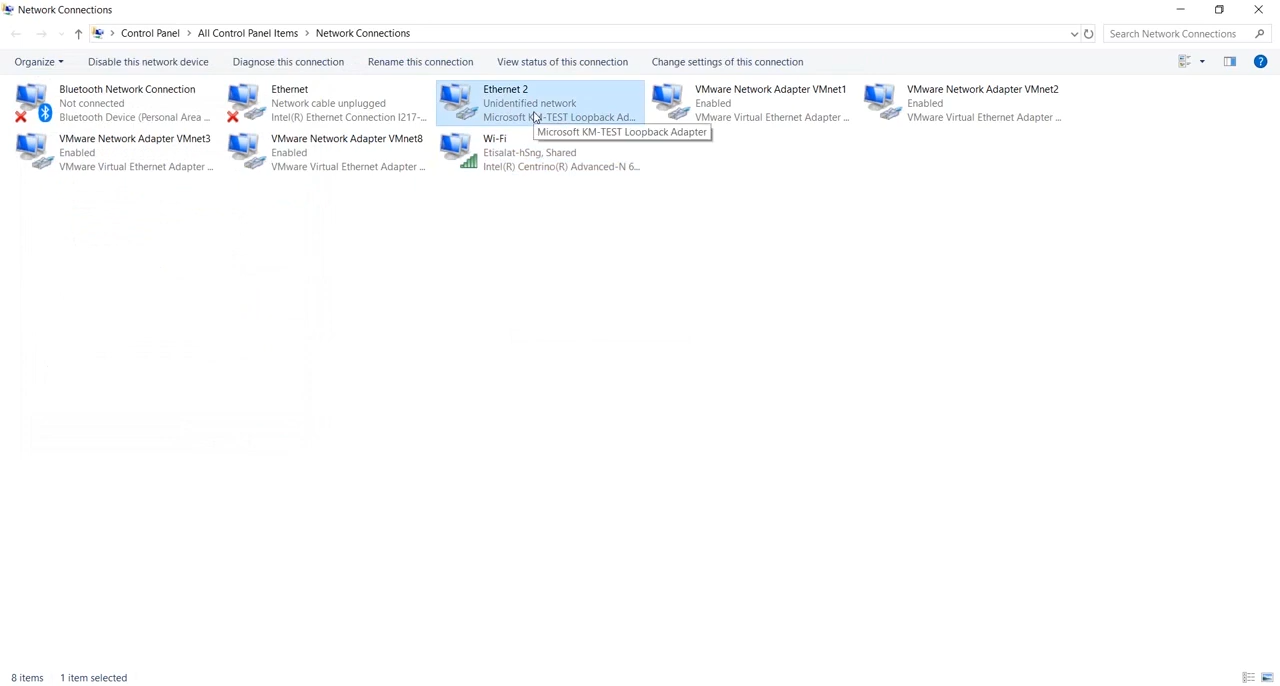 Network Connections
Control Panel > All Control Panel Items > Network Connections
Search Network Connections
Organize
Disable this network device
Diagnose this connection
Rename this connection
View status of this connection
Change settings of this connection
Bluetooth Network Connection
Not connected
Bluetooth Device (Personal Area ...
Ethernet
Network cable unplugged
Intel(R) Ethernet Connection I217-...
Ethernet 2
Unidentified network
Microsoft KM-TEST Loopback Ad...
Microsoft KM-TEST Loopback Adapter
VMware Network Adapter VMnet1
Enabled
VMware Virtual Ethernet Adapter ...
VMware Network Adapter VMnet2
Enabled
VMware Virtual Ethernet Adapter ...
VMware Network Adapter VMnet3
Enabled
VMware Virtual Ethernet Adapter ...
VMware Network Adapter VMnet8
Enabled
VMware Virtual Ethernet Adapter ...
Wi-Fi
Etisalat-hSng, Shared
Intel(R) Centrino(R) Advanced-N 6...
8 items
1 item selected